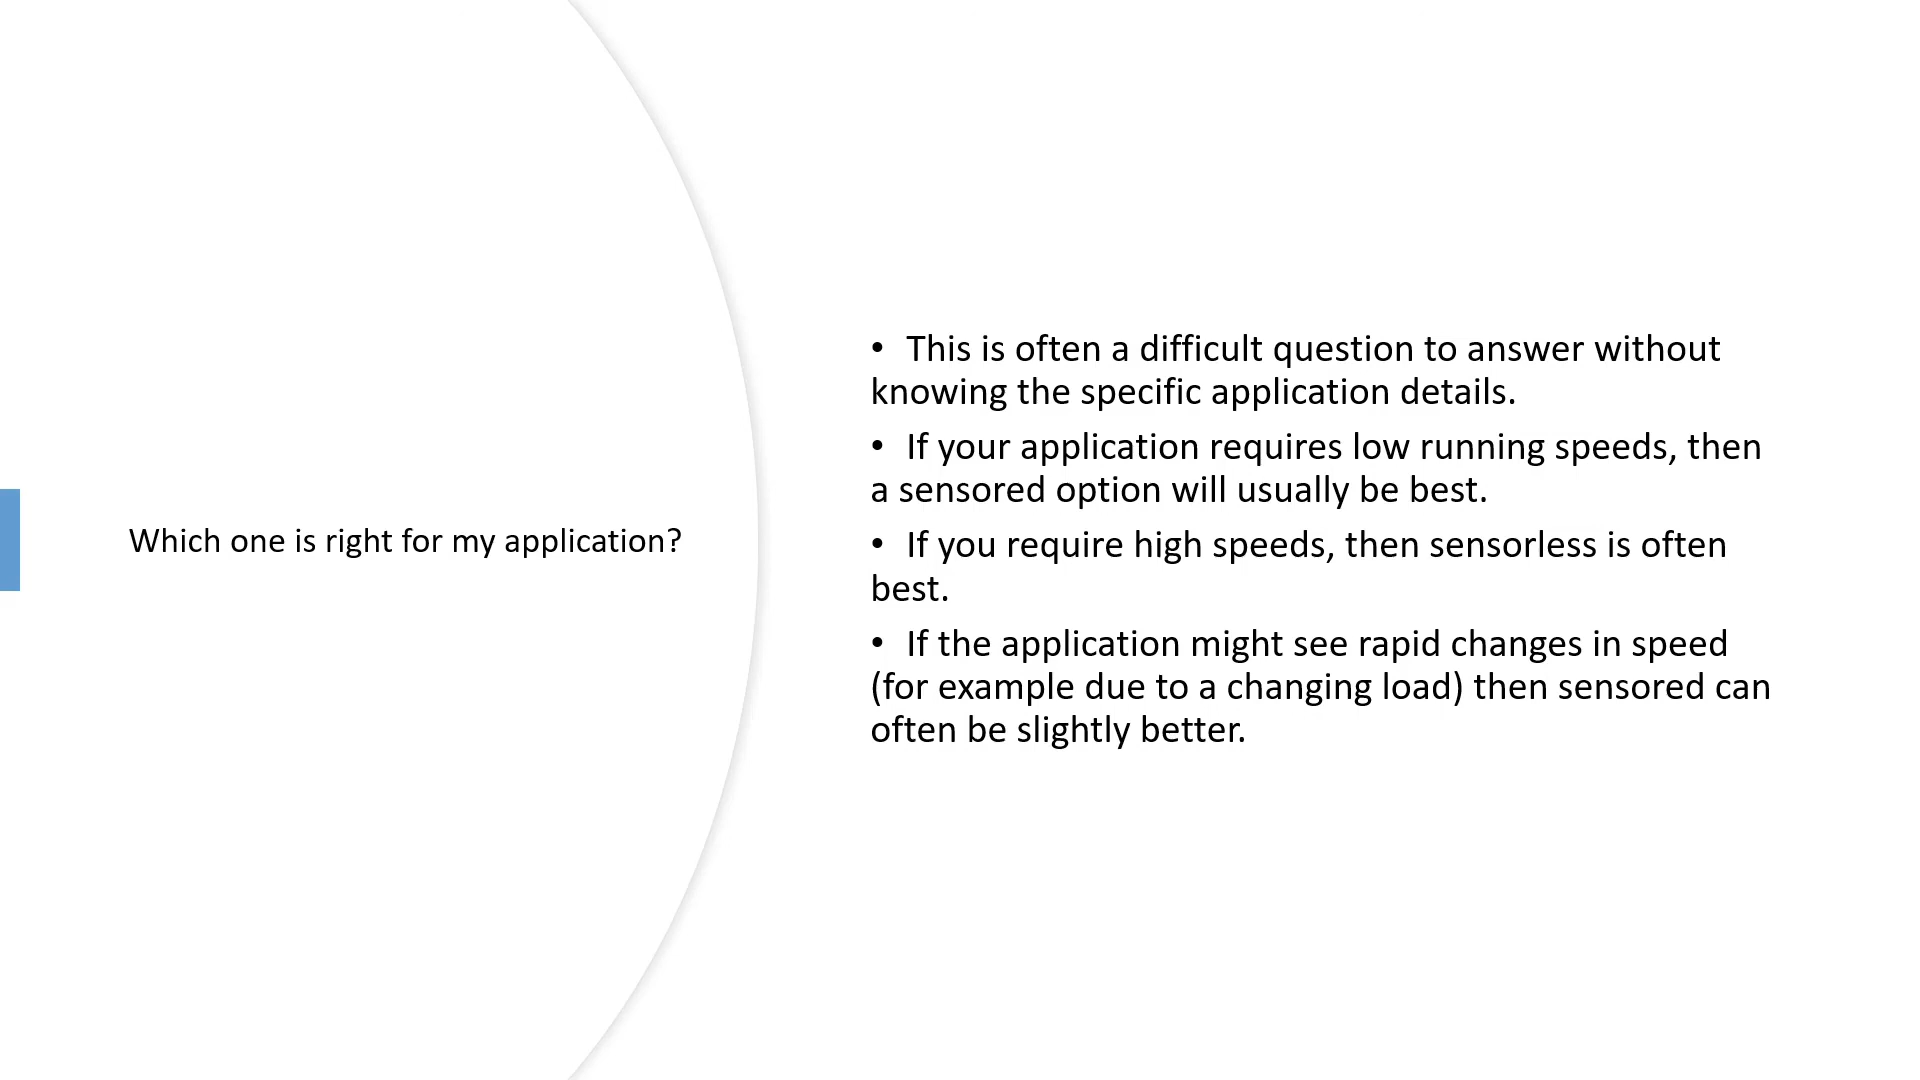 Which one is right for my application?
• This is often a difficult question to answer without
knowing the specific application details.
• If your application requires low running speeds, then
a sensored option will usually be best.
• If you require high speeds, then sensorless is often
best.
• If the application might see rapid changes in speed
(for example due to a changing load) then sensored can
often be slightly better.